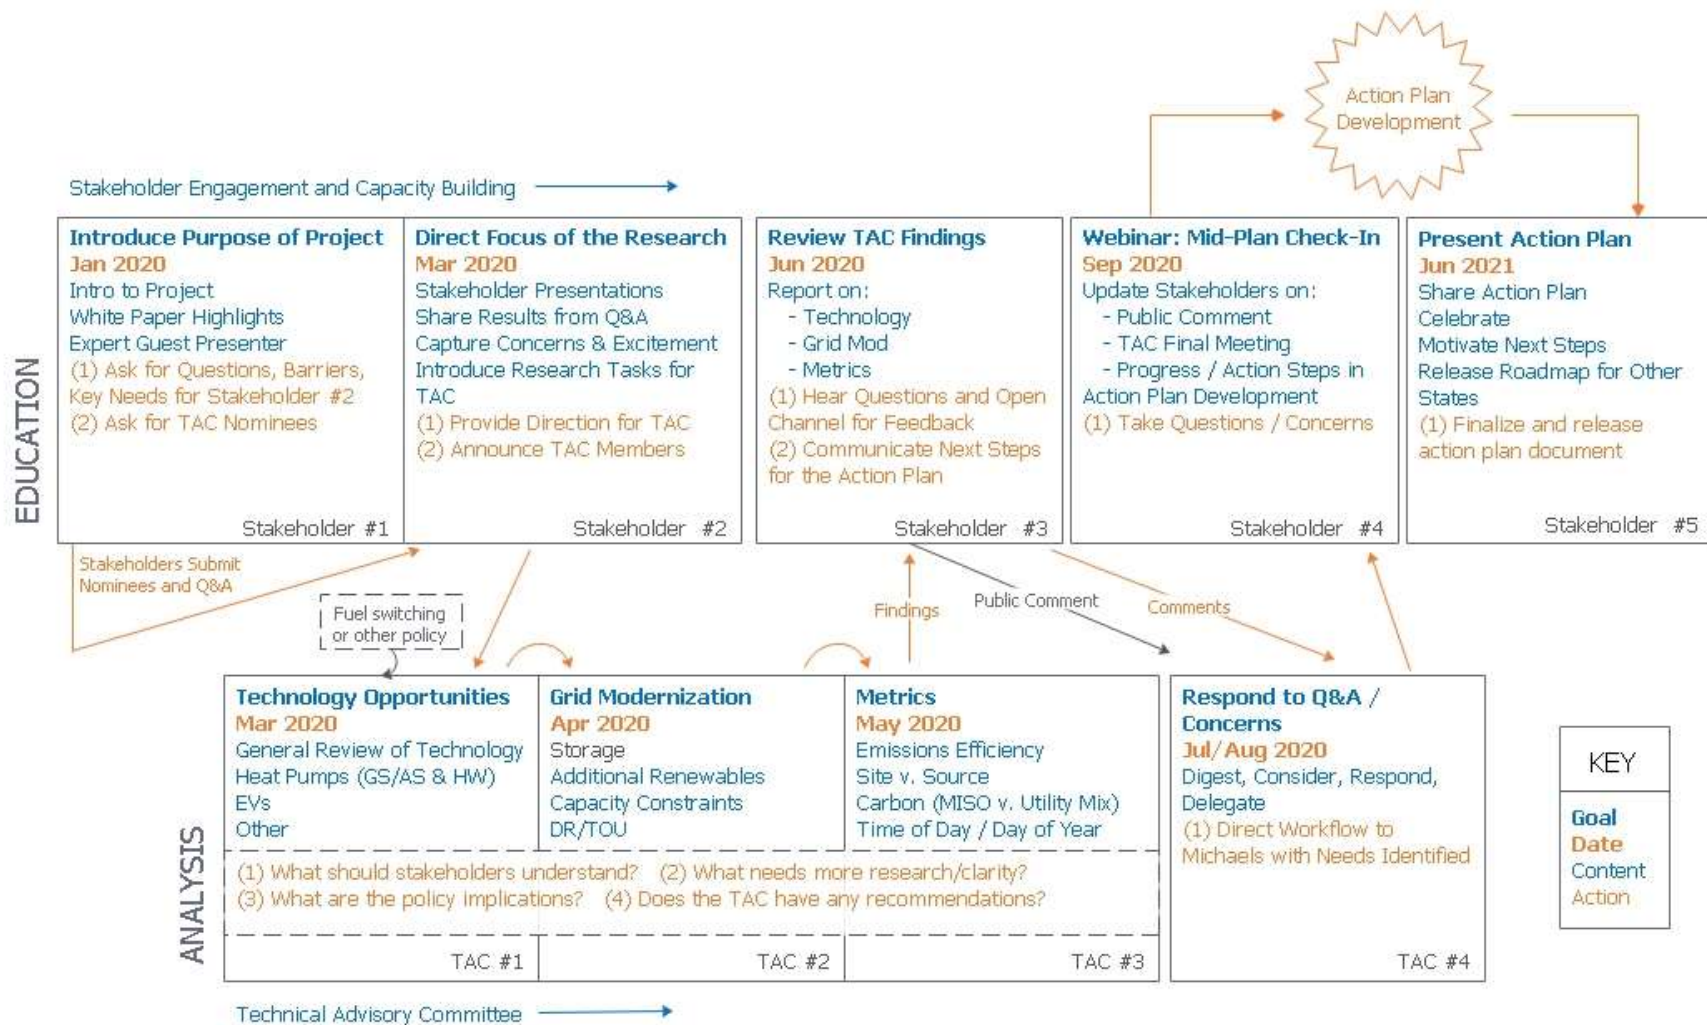 Action Plan
Development
Stakeholder Engagement and Capacity Building
EDUCATION
Introduce Purpose of Project
Jan 2020
Intro to Project
White Paper Highlights
Expert Guest Presenter
(1) Ask for Questions, Barriers,
Key Needs for Stakeholder #2
(2) Ask for TAC Nominees
Stakeholder #1
Direct Focus of the Research
Mar 2020
Stakeholder Presentations
Share Results from Q&A
Capture Concerns & Excitement
Introduce Research Tasks for
TAC
(1) Provide Direction for TAC
(2) Announce TAC Members
Stakeholder #2
Review TAC Findings
Jun 2020
Report on:
- Technology
- Grid Mod
- Metrics
(1) Hear Questions and Open
Channel for Feedback
(2) Communicate Next Steps
for the Action Plan
Stakeholder #3
Webinar: Mid-Plan Check-In
Sep 2020
Update Stakeholders on:
- Public Comment
- TAC Final Meeting
- Progress / Action Steps in
Action Plan Development
(1) Take Questions / Concerns
Stakeholder #4
Present Action Plan
Jun 2021
Share Action Plan
Celebrate
Motivate Next Steps
Release Roadmap for Other
States
(1) Finalize and release
action plan document
Stakeholder #5
Stakeholders Submit
Nominees and Q&A
Fuel switching
or other policy
Findings
Public Comment
Comments
ANALYSIS
Technology Opportunities
Mar 2020
General Review of Technology
Heat Pumps (GS/AS & HW)
EVs
Other
Grid Modernization
Apr 2020
Storage
Additional Renewables
Capacity Constraints
DR/TOU
Metrics
May 2020
Emissions Efficiency
Site v. Source
Carbon (MISO v. Utility Mix)
Time of Day / Day of Year
(1) What should stakeholders understand? (2) What needs more research/clarity?
(3) What are the policy implications? (4) Does the TAC have any recommendations?
TAC #1
TAC #2
TAC #3
Respond to Q&A /
Concerns
Jul/Aug 2020
Digest, Consider, Respond,
Delegate
(1) Direct Workflow to
Michaels with Needs Identified
TAC #4
KEY
Goal
Date
Content
Action
Technical Advisory Committee